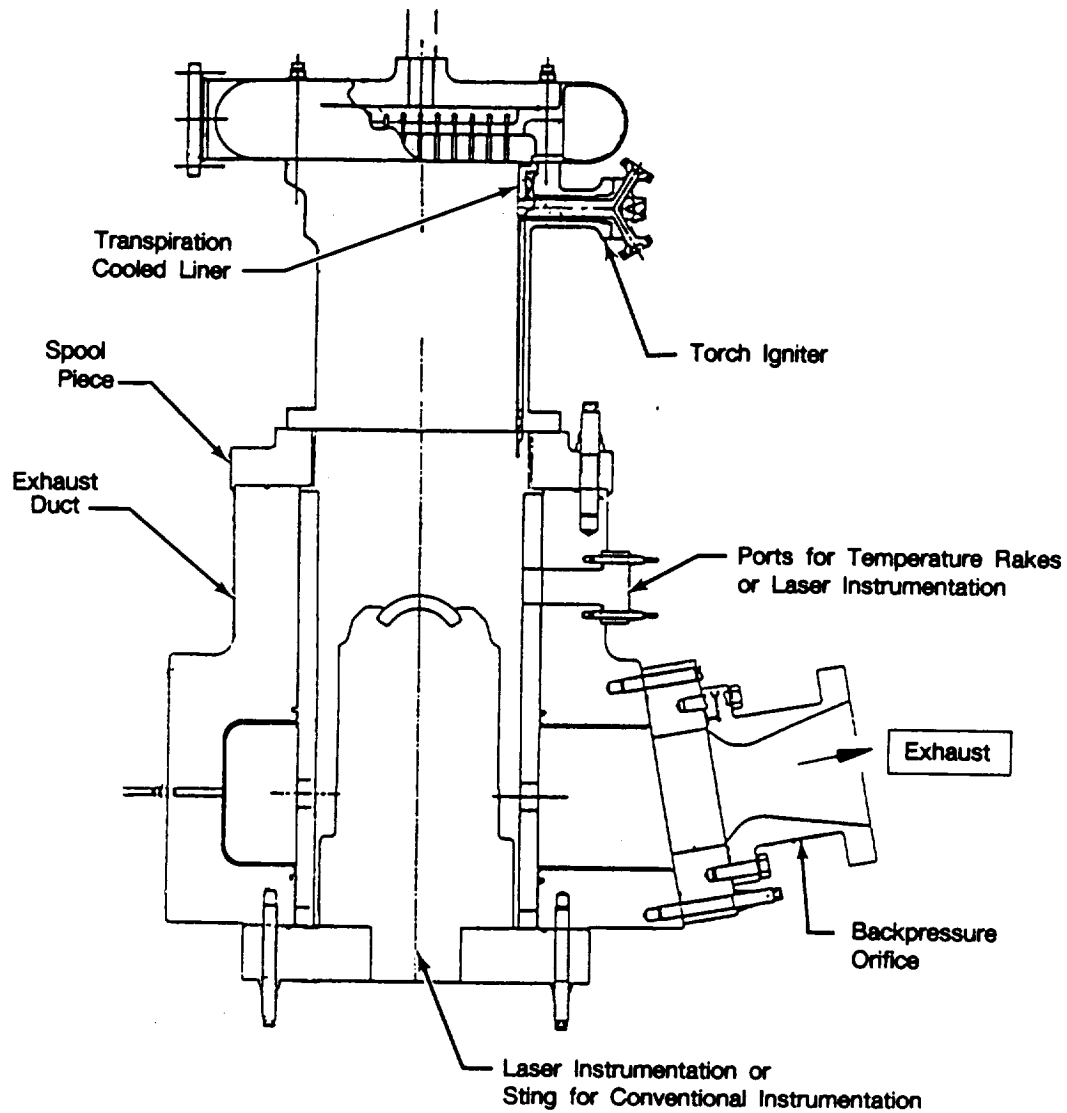 Transpiration
Cooled Liner
Torch Igniter
Spool
Piece
Exhaust
Duct
Ports for Temperature Rakes
or Laser Instrumentation
Exhaust
Backpressure
Orifice
Laser Instrumentation or
Sting for Conventional Instrumentation